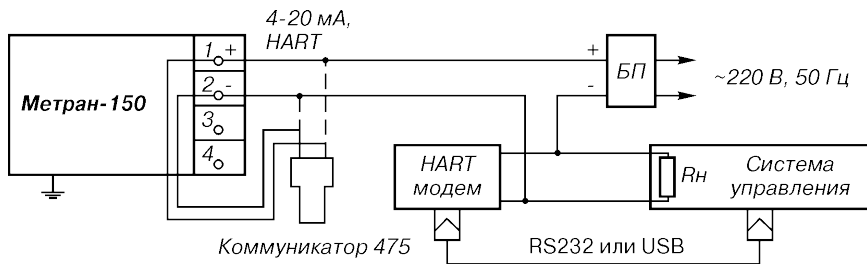 4-20 мА,
HART
Метран-150
1 +
2 -
3
4
+
-
БП
~220 В, 50 Гц
HART
модем
Rн
Система
управления
Коммуникатор 475
RS232 или USB